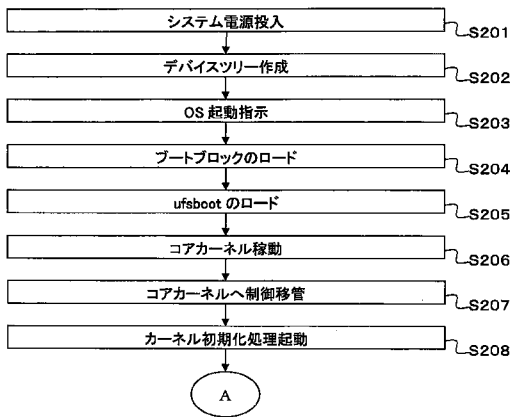 システム電源投入
S201
デバイスツリー作成
S202
OS 起動指示
S203
ブートブロックのロード
S204
ufsboot のロード
S205
コアカーネル稼動
S206
コアカーネルへ制御移管
S207
カーネル初期化処理起動
S208
A